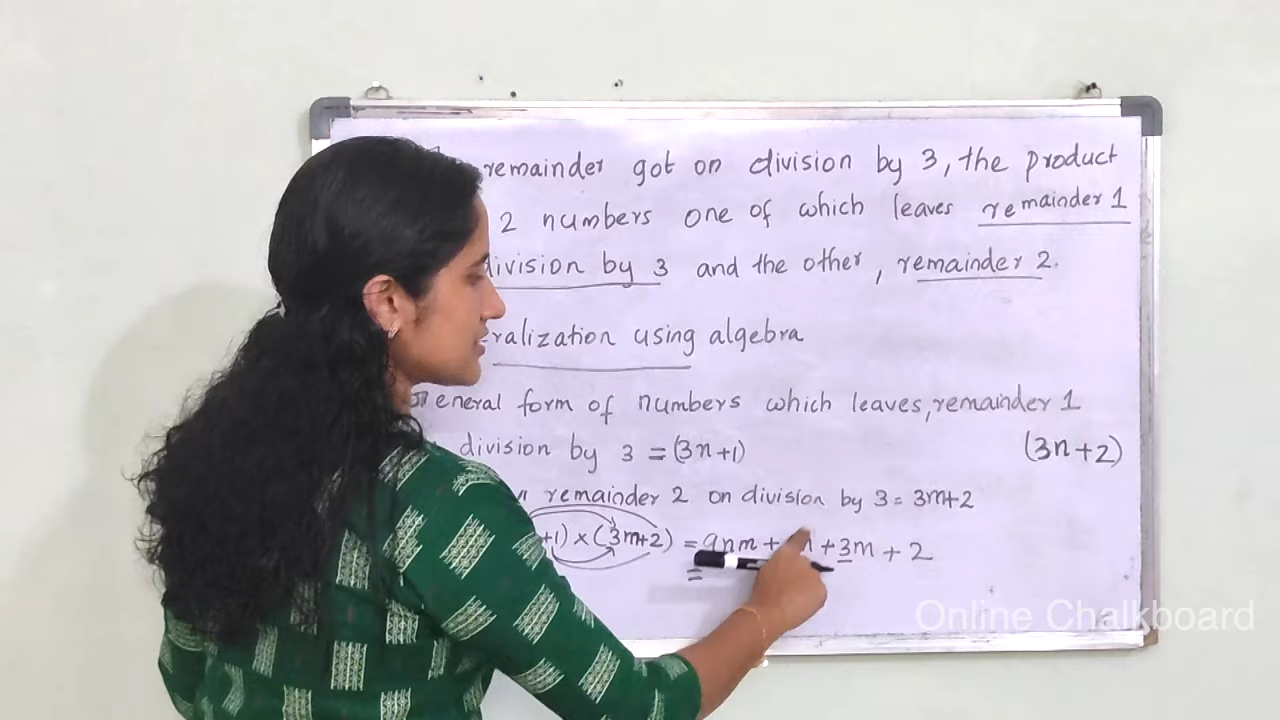 remainder got on division by 3, the product
2 numbers one of which leaves remainder 1
division by 3 and the other, remainder 2.
ralization using algebra
General form of numbers which leaves, remainder 1
division by 3 = (3n+1)
(3n+2)
remainder 2 on division by 3 = 3m+2
+1) × (3m+2) = 9nm + n + 3m + 2
Online Chalkboard